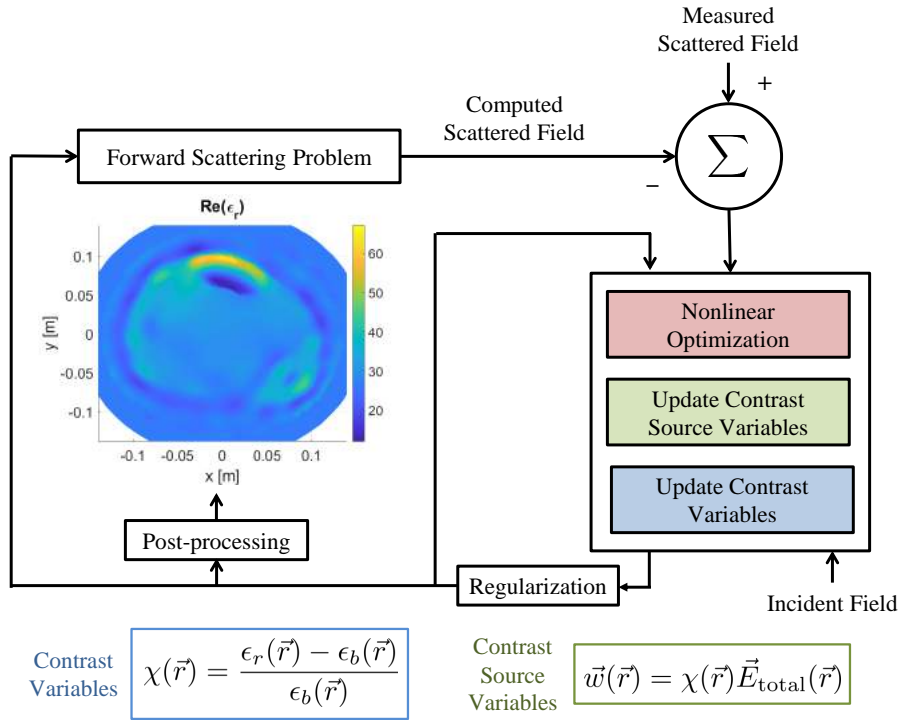 Measured
Scattered Field
+
Computed
Scattered Field
Forward Scattering Problem
∑
−
Re(ϵ_r)
0.1
0.05
0
-0.05
-0.1
y [m]
-0.1
-0.05
0
0.05
0.1
x [m]
60
50
40
30
20
Nonlinear
Optimization
Update Contrast
Source Variables
Update Contrast
Variables
Post-processing
Regularization
Incident Field
Contrast
Variables
χ(r⃗) = (ϵ_r(r⃗) − ϵ_b(r⃗)) / ϵ_b(r⃗)
Contrast
Source
Variables
w⃗(r⃗) = χ(r⃗)E⃗_total(r⃗)